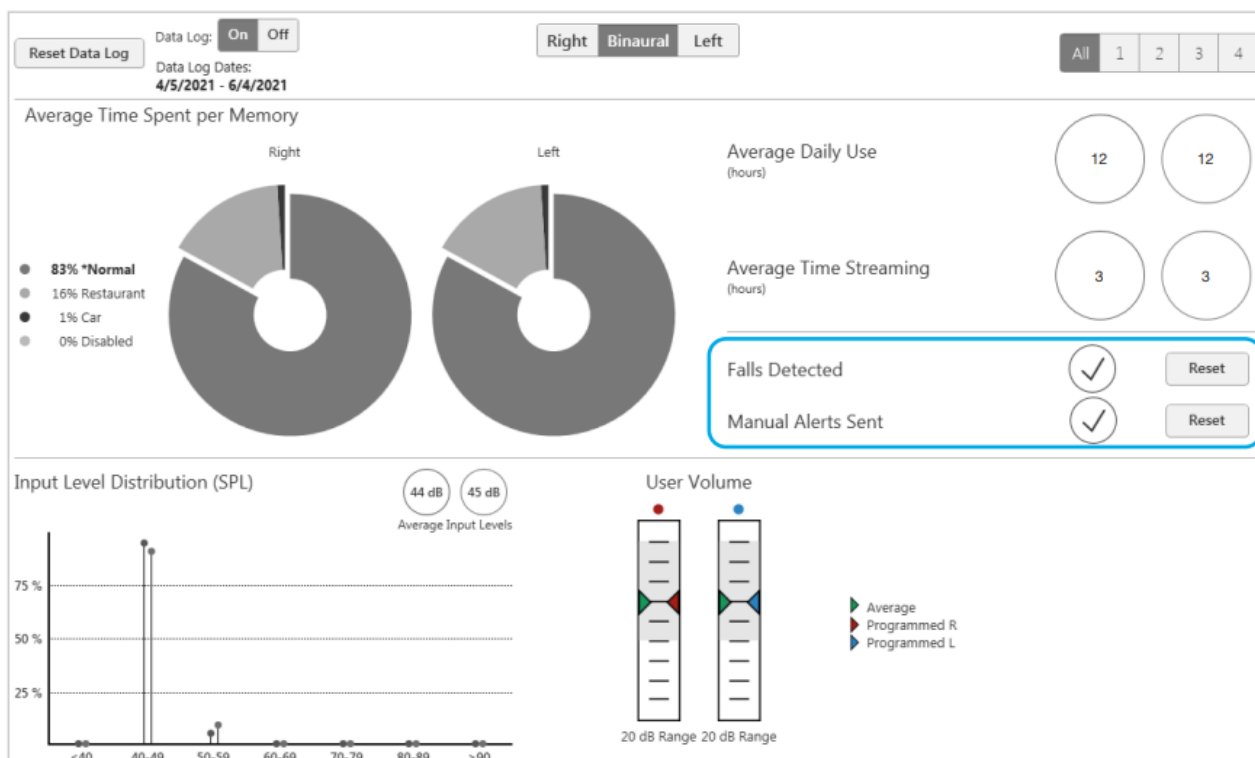 Reset Data Log
Data Log: On Off
Data Log Dates:
4/5/2021 - 6/4/2021
Right Binaural Left
All 1 2 3 4
Average Time Spent per Memory
Right
Left
83% *Normal
16% Restaurant
1% Car
0% Disabled
Average Daily Use
(hours)
12 12
Average Time Streaming
(hours)
3 3
Falls Detected
Reset
Manual Alerts Sent
Reset
Input Level Distribution (SPL)
44 dB 45 dB
Average Input Levels
75 %
50 %
25 %
<40 40-49 50-59 60-69 70-79 80-89 >90
User Volume
20 dB Range 20 dB Range
Average
Programmed R
Programmed L